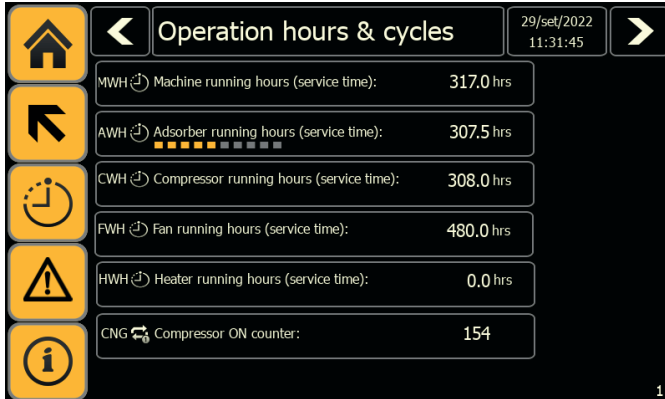 Operation hours & cycles
29/set/2022
11:31:45
MWH Machine running hours (service time): 317.0 hrs
AWH Adsorber running hours (service time): 307.5 hrs
CWH Compressor running hours (service time): 308.0 hrs
FWH Fan running hours (service time): 480.0 hrs
HWH Heater running hours (service time): 0.0 hrs
CNG Compressor ON counter: 154
i
1